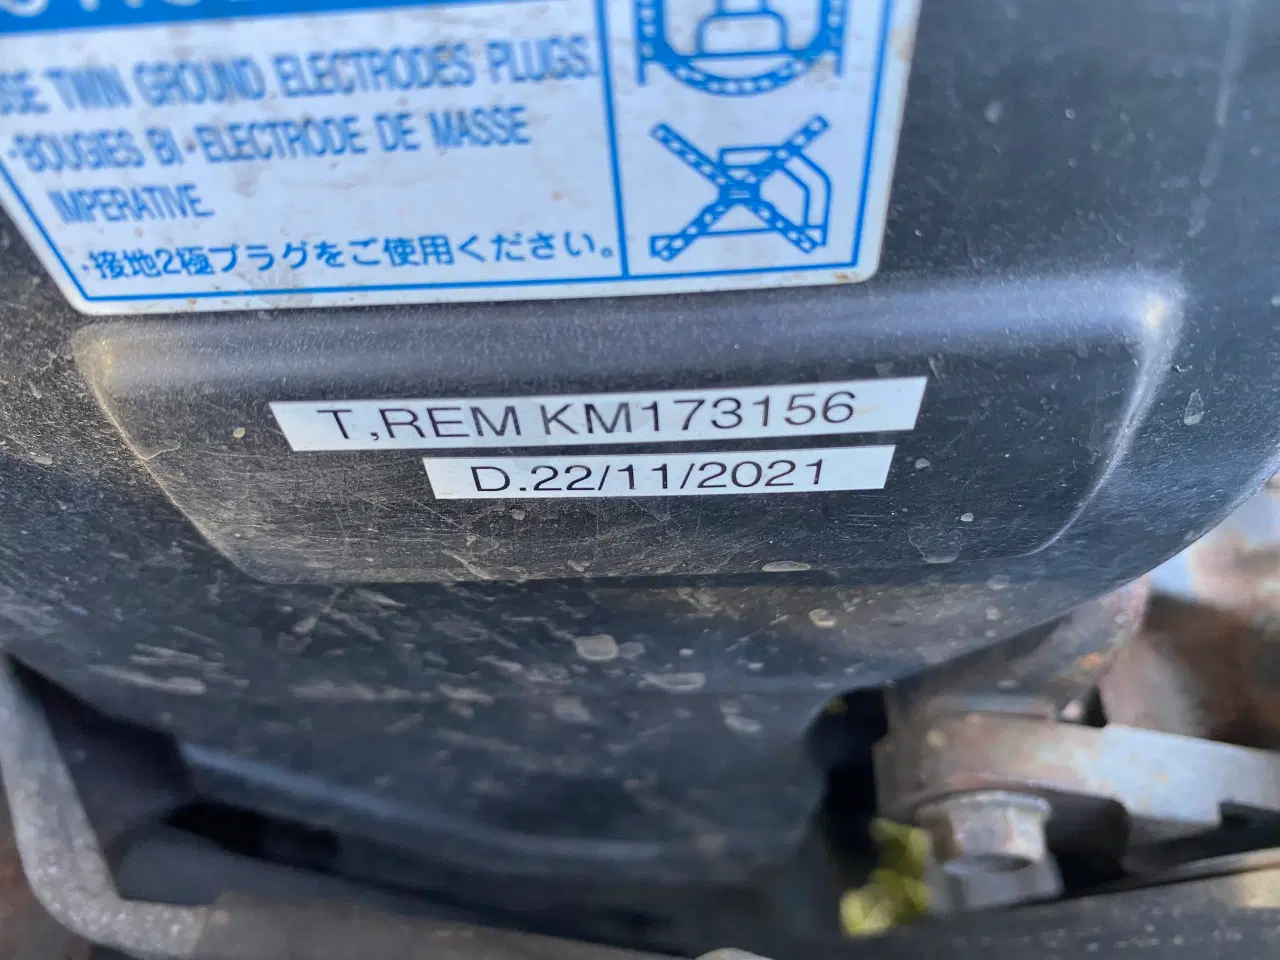 TWIN GROUND ELECTRODES PLUGS.
・BOUGIES BI・ELECTRODE DE MASSE
IMPERATIVE.
・接地2極プラグをご使用ください。
T,REM KM173156
D.22/11/2021